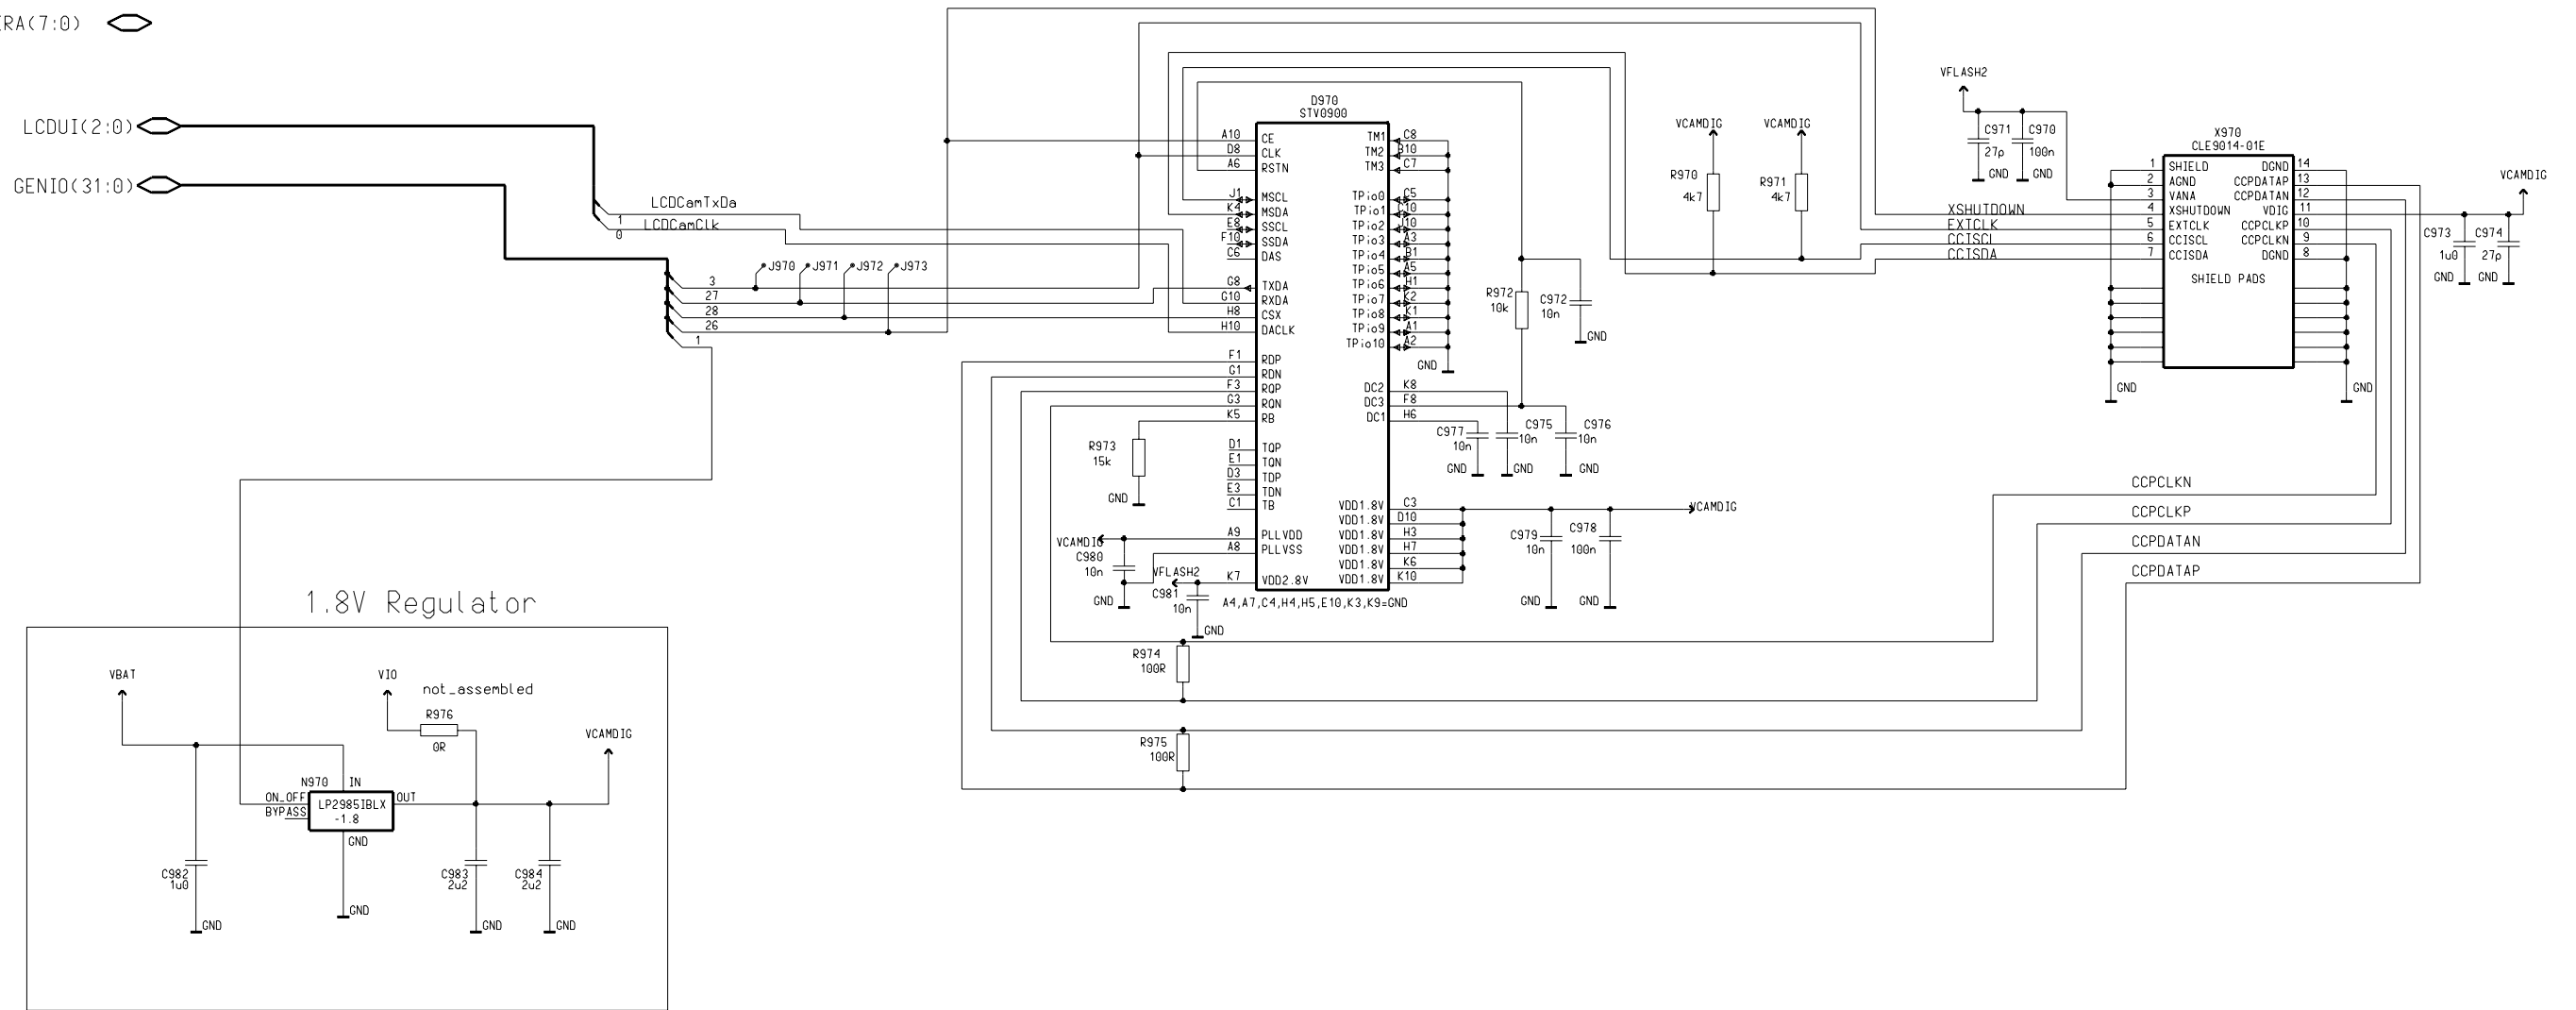 ERA(7:0)
LCDUI(2:0)
GENIO(31:0)
LCDCamTxDa
1
LCDCamClk
0
J970
J971
J972
J973
3
27
28
26
1
D970
STV0900
A10 CE
D8 CLK
A6 RSTN
J1 MSCL
K4 MSDA
E8 SSCL
F10 SSDA
C6 DAS
G8 TXDA
G10 RXDA
H8 CSX
H10 DACLK
F1 RDP
G1 RDN
F3 RQP
G3 RQN
K5 RB
D1 TQP
E1 TQN
D3 TDP
E3 TDN
C1 TB
A9 PLLVDD
A8 PLLVSS
K7 VDD2.8V
TM1 C8
TM2 B10
TM3 C7
TPio0 C5
TPio1 C10
TPio2 J10
TPio3 A3
TPio4 B1
TPio5 A5
TPio6 H1
TPio7 K2
TPio8 K1
TPio9 A1
TPio10 A2
GND
DC2 K8
DC3 F8
DC1 H6
VDD1.8V C3
VDD1.8V D10
VDD1.8V H3
VDD1.8V H7
VDD1.8V K6
VDD1.8V K10
A4,A7,C4,H4,H5,E10,K3,K9=GND
R973
15k
GND
VCAMDIG
C980
10n
GND
VFLASH2
C981
10n
GND
R972
10k
C972
10n
GND
C977
10n
GND
C975
10n
GND
C976
10n
GND
VCAMDIG
C979
10n
GND
C978
100n
GND
VCAMDIG
R970
4k7
VCAMDIG
R971
4k7
VFLASH2
C971
27p
GND
C970
100n
GND
XSHUTDOWN
EXTCLK
CCISCL
CCISDA
X970
CLE9014-01E
1 SHIELD
2 AGND
3 VANA
4 XSHUTDOWN
5 EXTCLK
6 CCISCL
7 CCISDA
DGND 14
CCPDATAP 13
CCPDATAN 12
VDIG 11
CCPCLKP 10
CCPCLKN 9
DGND 8
SHIELD PADS
GND
GND
VCAMDIG
C973
1u0
GND
C974
27p
GND
CCPCLKN
CCPCLKP
CCPDATAN
CCPDATAP
R974
100R
R975
100R
1.8V Regulator
VBAT
VIO
not_assembled
R976
0R
VCAMDIG
N970
IN
ON_OFF
BYPASS
LP2985IBLX
-1.8
OUT
GND
GND
C982
1u0
GND
C983
2u2
GND
C984
2u2
GND